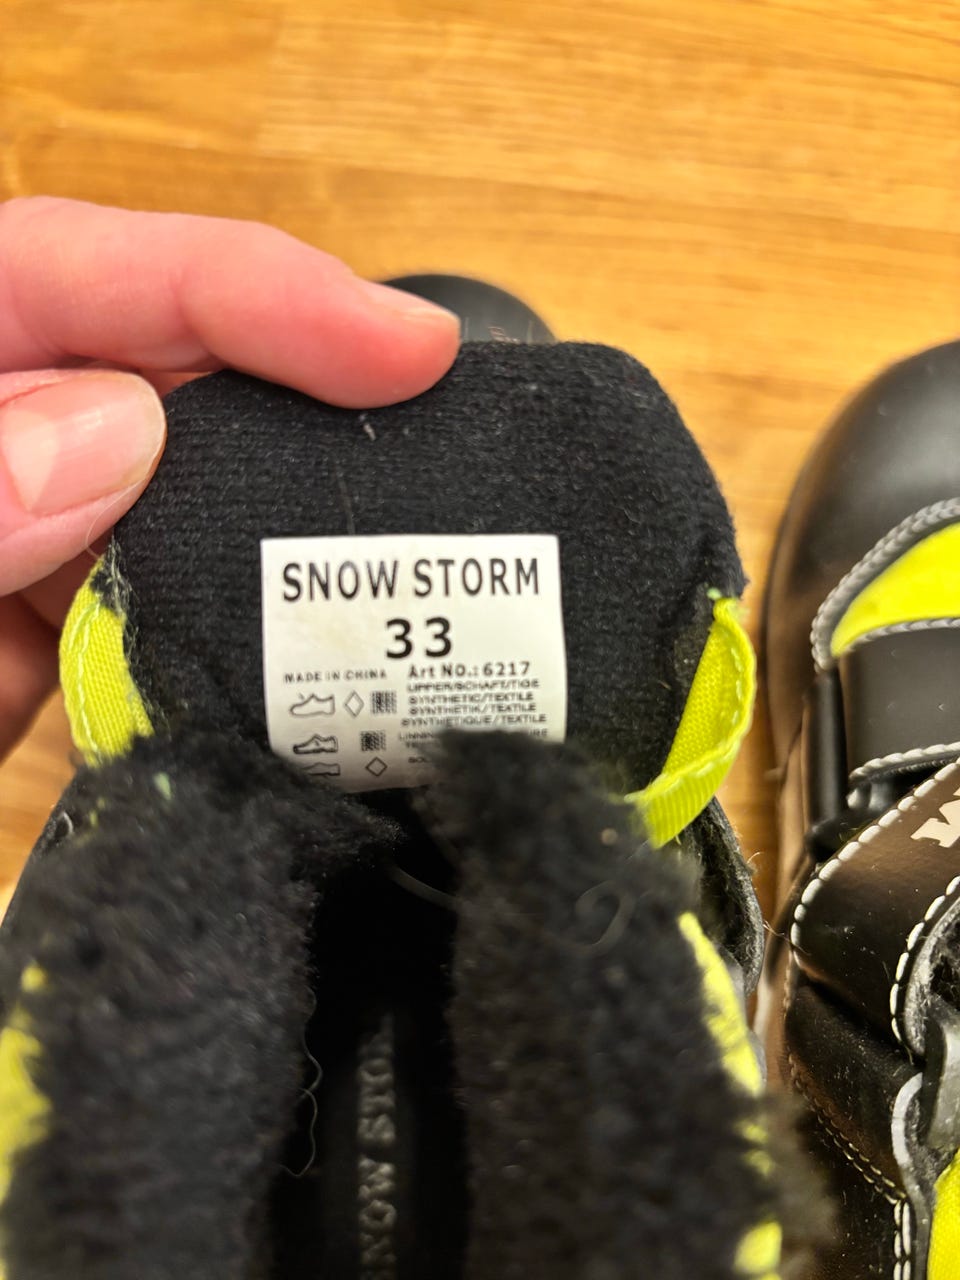 SNOW STORM
33
MADE IN CHINA
Art No.: 6217
UPPER/SCHAFT/TIGE
SYNTHETIC/TEXTILE
SYNTHETIK/TEXTILE
SYNTHETIQUE/TEXTILE
SNOW STO